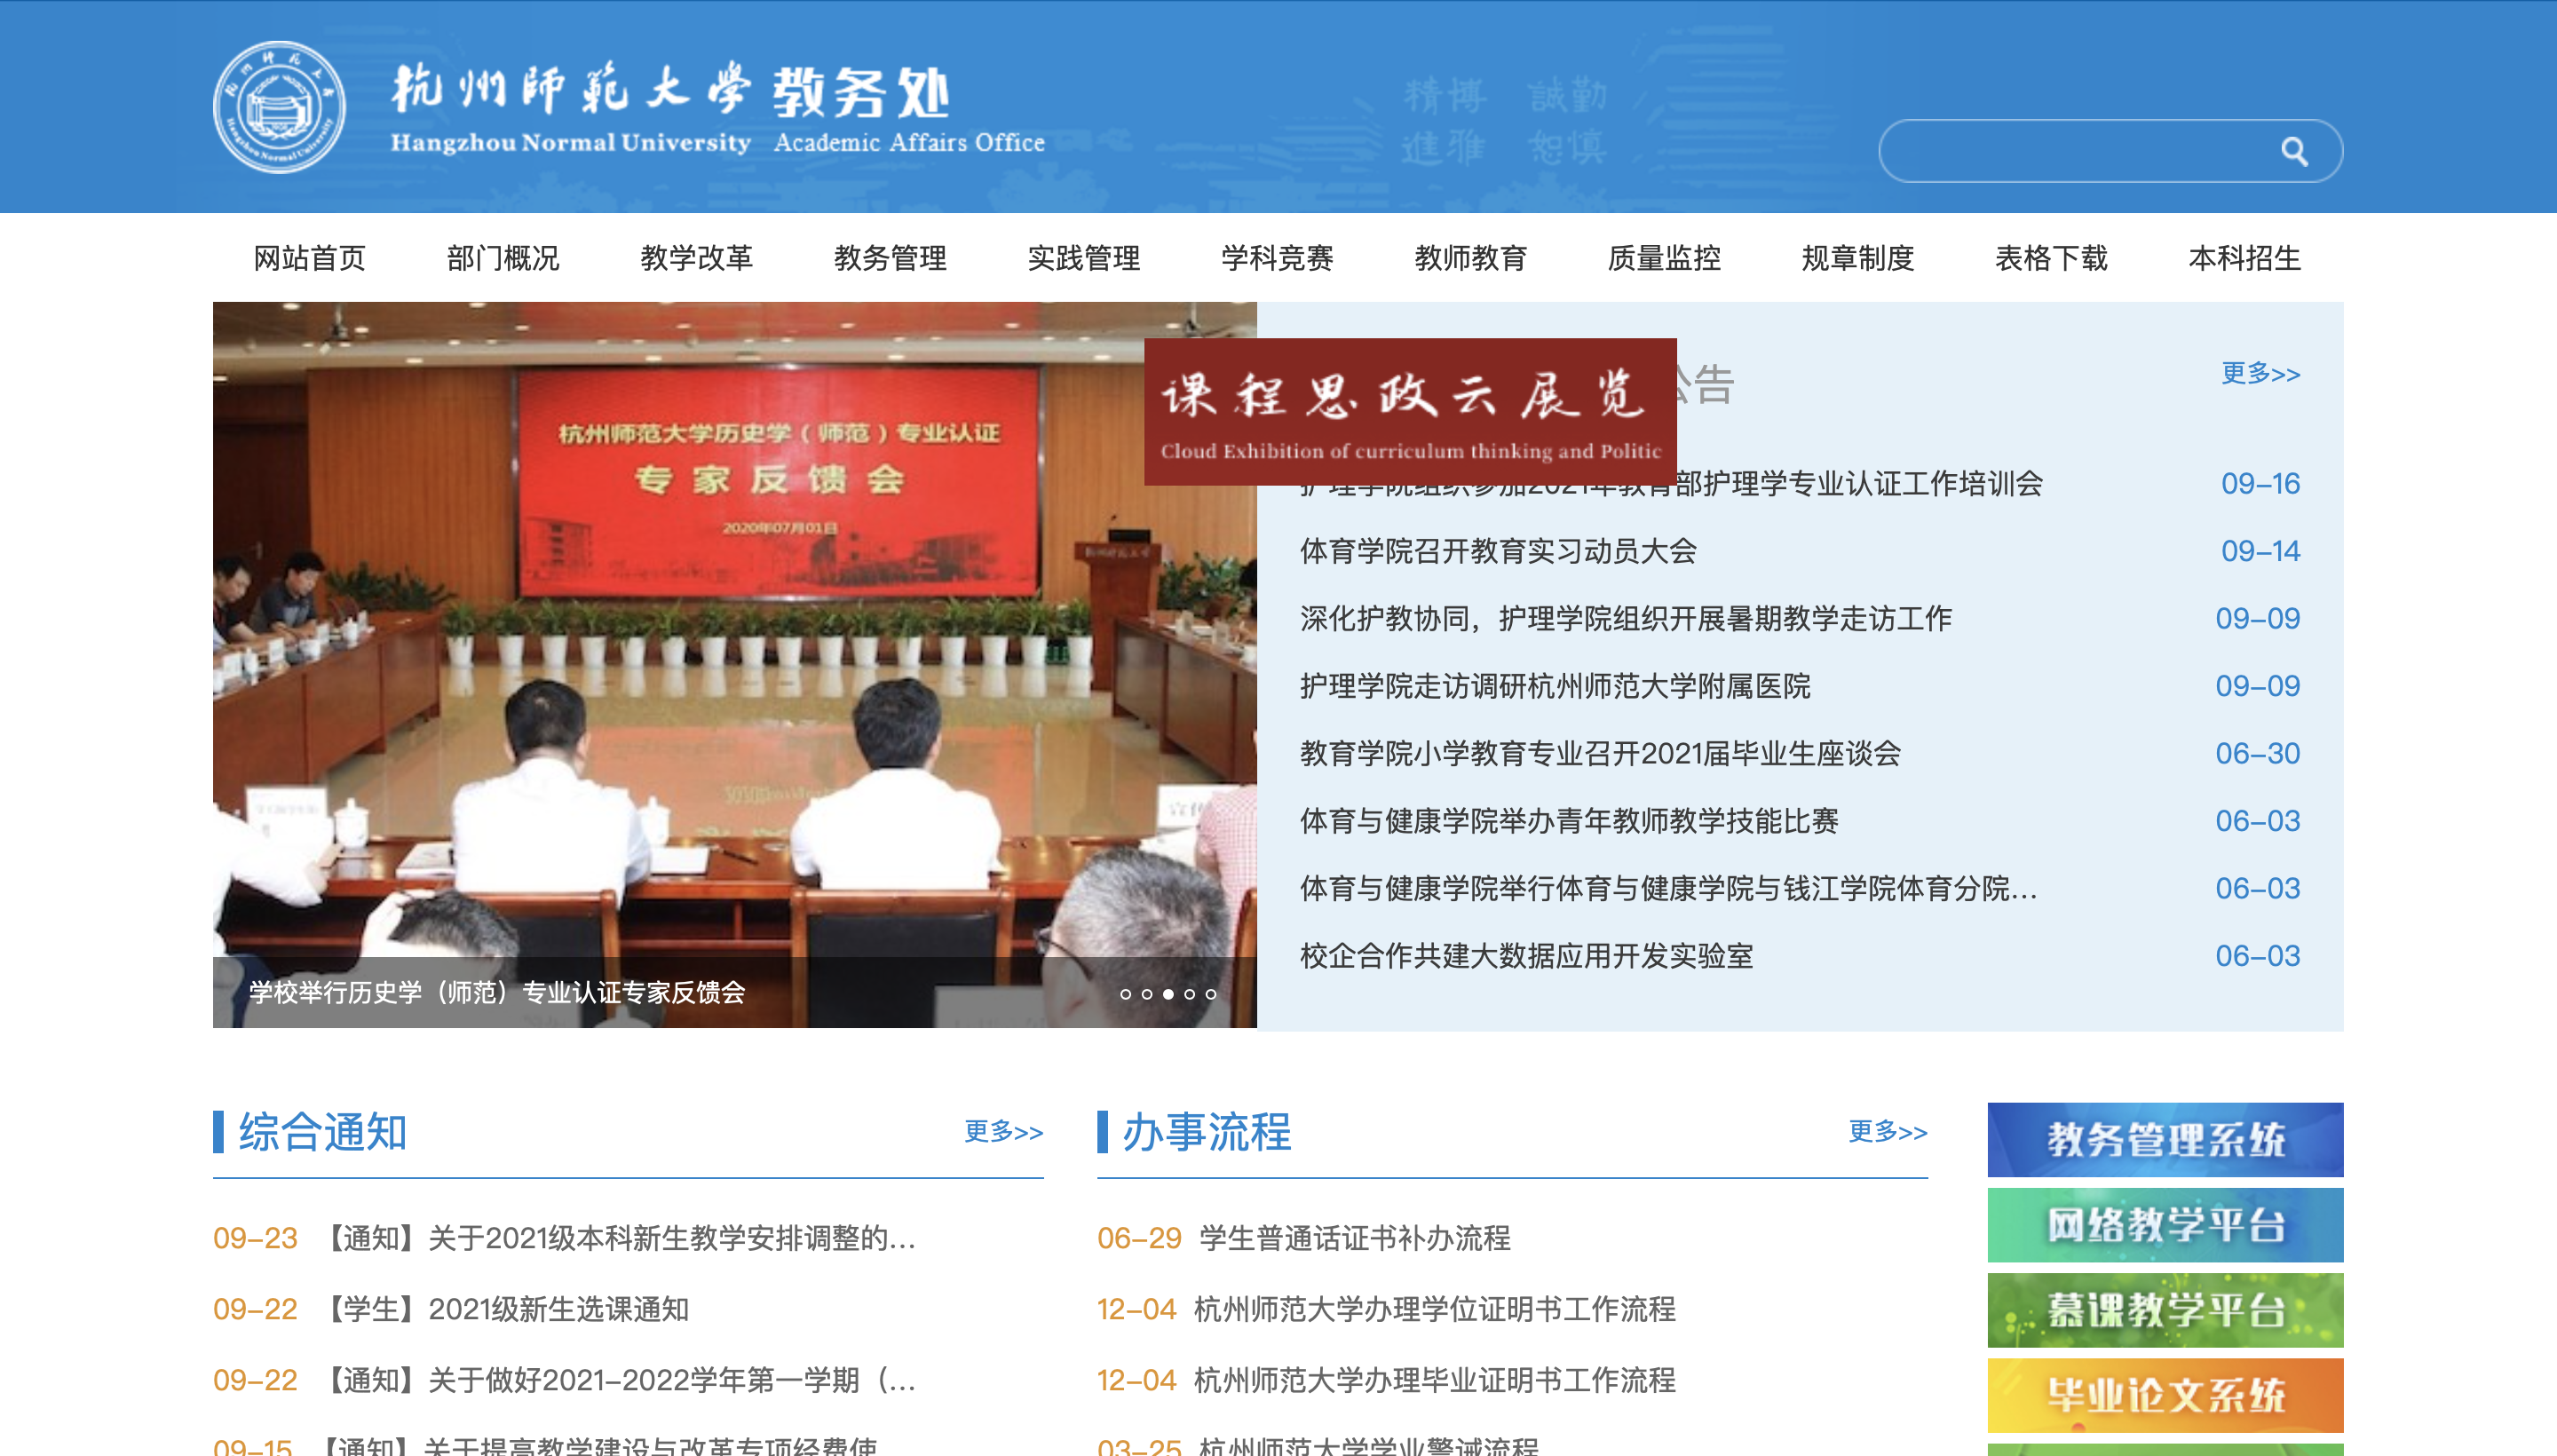 杭州師範大學 教务处
Hangzhou Normal University Academic Affairs Office
精博 誠勤
進雅 恕慎
网站首页 部门概况 教学改革 教务管理 实践管理 学科竞赛 教师教育 质量监控 规章制度 表格下载 本科招生
杭州师范大学历史学（师范）专业认证
专家反馈会
2020年07月01日
学校举行历史学（师范）专业认证专家反馈会
课程思政云展览
Cloud Exhibition of curriculum thinking and Politic
公告 更多>>
护理学院组织参加2021年教育部护理学专业认证工作培训会 09-16
体育学院召开教育实习动员大会 09-14
深化护教协同，护理学院组织开展暑期教学走访工作 09-09
护理学院走访调研杭州师范大学附属医院 09-09
教育学院小学教育专业召开2021届毕业生座谈会 06-30
体育与健康学院举办青年教师教学技能比赛 06-03
体育与健康学院举行体育与健康学院与钱江学院体育分院... 06-03
校企合作共建大数据应用开发实验室 06-03
综合通知 更多>>
09-23 【通知】关于2021级本科新生教学安排调整的...
09-22 【学生】2021级新生选课通知
09-22 【通知】关于做好2021-2022学年第一学期（...
09-15 【通知】关于提高教学建设与改革专项经费使
办事流程 更多>>
06-29 学生普通话证书补办流程
12-04 杭州师范大学办理学位证明书工作流程
12-04 杭州师范大学办理毕业证明书工作流程
03-25 杭州师范大学学业警诫流程
教务管理系统
网络教学平台
慕课教学平台
毕业论文系统